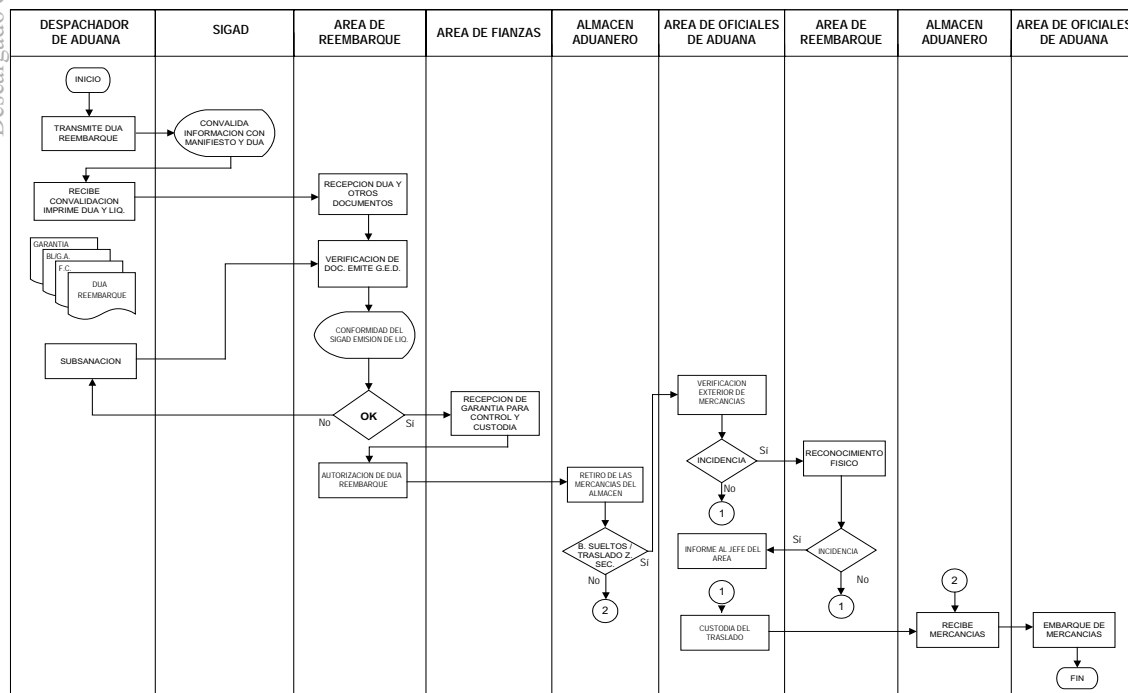 Descargado
DESPACHADOR
DE ADUANA
SIGAD
AREA DE
REEMBARQUE
AREA DE FIANZAS
ALMACEN
ADUANERO
AREA DE OFICIALES
DE ADUANA
AREA DE
REEMBARQUE
ALMACEN
ADUANERO
AREA DE OFICIALES
DE ADUANA
INICIO
TRANSMITE DUA
REEMBARQUE
CONVALIDA
INFORMACION CON
MANIFIESTO Y DUA
RECIBE
CONVALIDACION
IMPRIME DUA Y LIQ.
RECEPCION DUA Y
OTROS
DOCUMENTOS
GARANTIA
BL/G.A.
F.C.
DUA
REEMBARQUE
VERIFICACION DE
DOC. EMITE G.E.D.
CONFORMIDAD DEL
SIGAD EMISION DE LIQ.
SUBSANACION
OK
No
Sí
RECEPCION DE
GARANTIA PARA
CONTROL Y
CUSTODIA
AUTORIZACION DE DUA
REEMBARQUE
RETIRO DE LAS
MERCANCIAS DEL
ALMACEN
B. SUELTOS /
TRASLADO Z.
SEC.
Sí
No
2
VERIFICACION
EXTERIOR DE
MERCANCIAS
INCIDENCIA
Sí
No
1
RECONOCIMIENTO
FISICO
INCIDENCIA
Sí
No
1
INFORME AL JEFE DEL
AREA
1
CUSTODIA DEL
TRASLADO
2
RECIBE
MERCANCIAS
EMBARQUE DE
MERCANCIAS
FIN